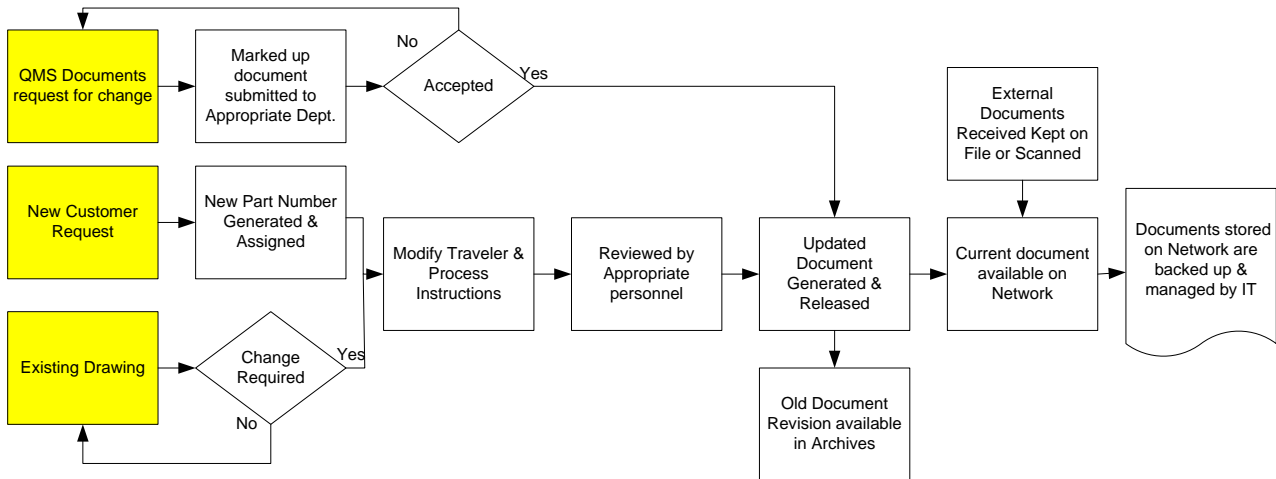 QMS Documents
request for change
Marked up
document
submitted to
Appropriate Dept.
No
Accepted
Yes
External
Documents
Received Kept on
File or Scanned
New Customer
Request
New Part Number
Generated &
Assigned
Modify Traveler &
Process
Instructions
Reviewed by
Appropriate
personnel
Updated
Document
Generated &
Released
Current document
available on
Network
Documents stored
on Network are
backed up &
managed by IT
Existing Drawing
Change
Required
Yes
No
Old Document
Revision available
in Archives